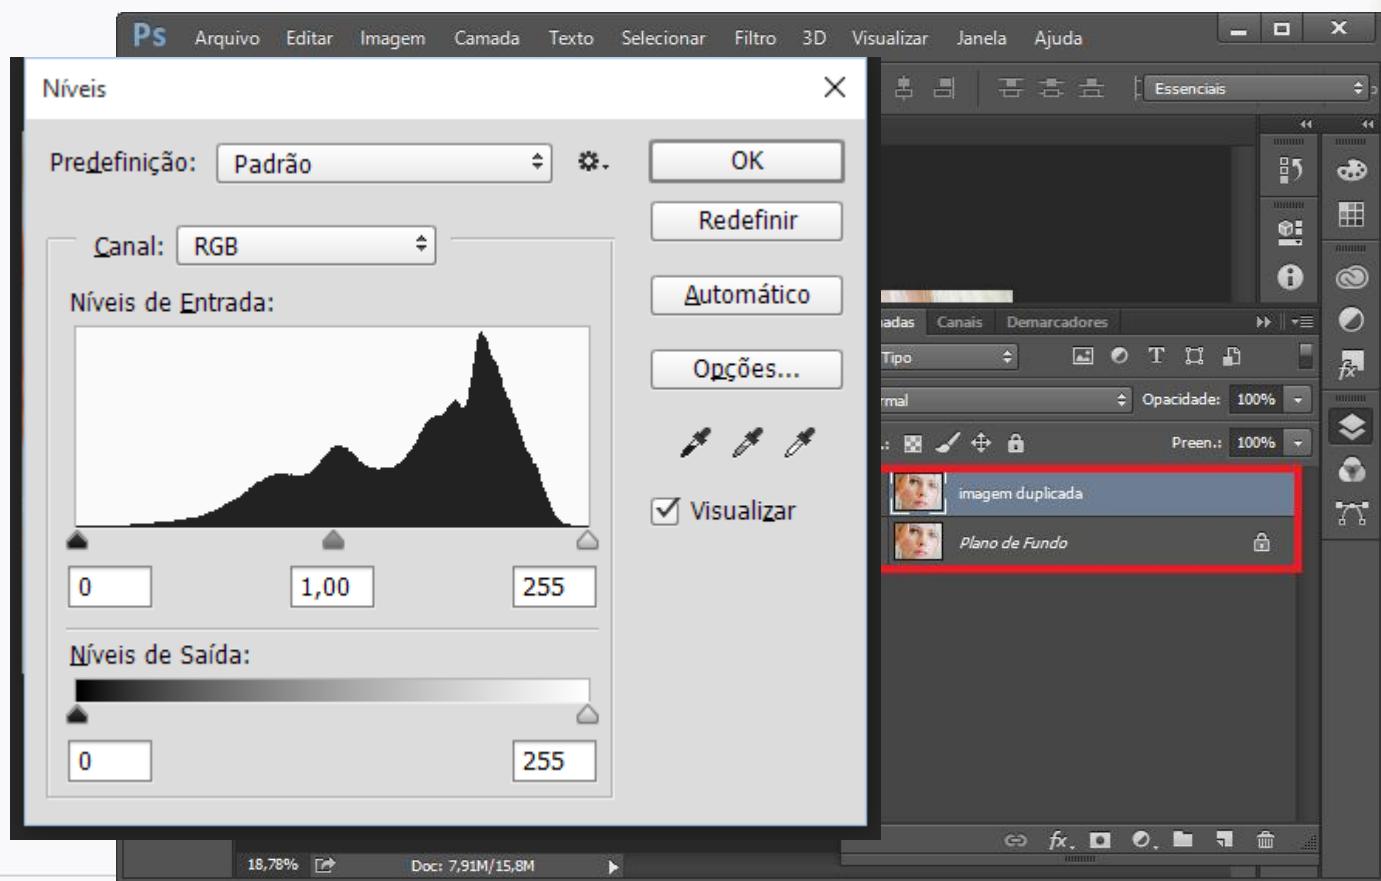 Ps Arquivo Editar Imagem Camada Texto Selecionar Filtro 3D Visualizar Janela Ajuda
Essenciais
Níveis
Predefinição: Padrão
OK
Redefinir
Automático
Opções...
Visualizar
Canal: RGB
Níveis de Entrada:
0 1,00 255
Níveis de Saída:
0 255
Canais Demarcadores
Tipo
Opacidade: 100%
Preen.: 100%
imagem duplicada
Plano de Fundo
fx
18,78% Doc: 7,91M/15,8M